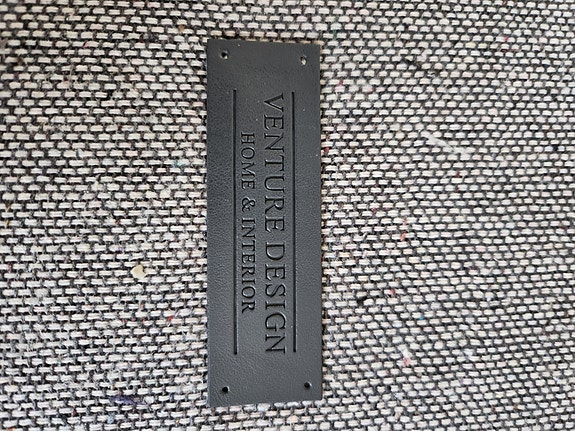 VENTURE DESIGN
HOME & INTERIOR